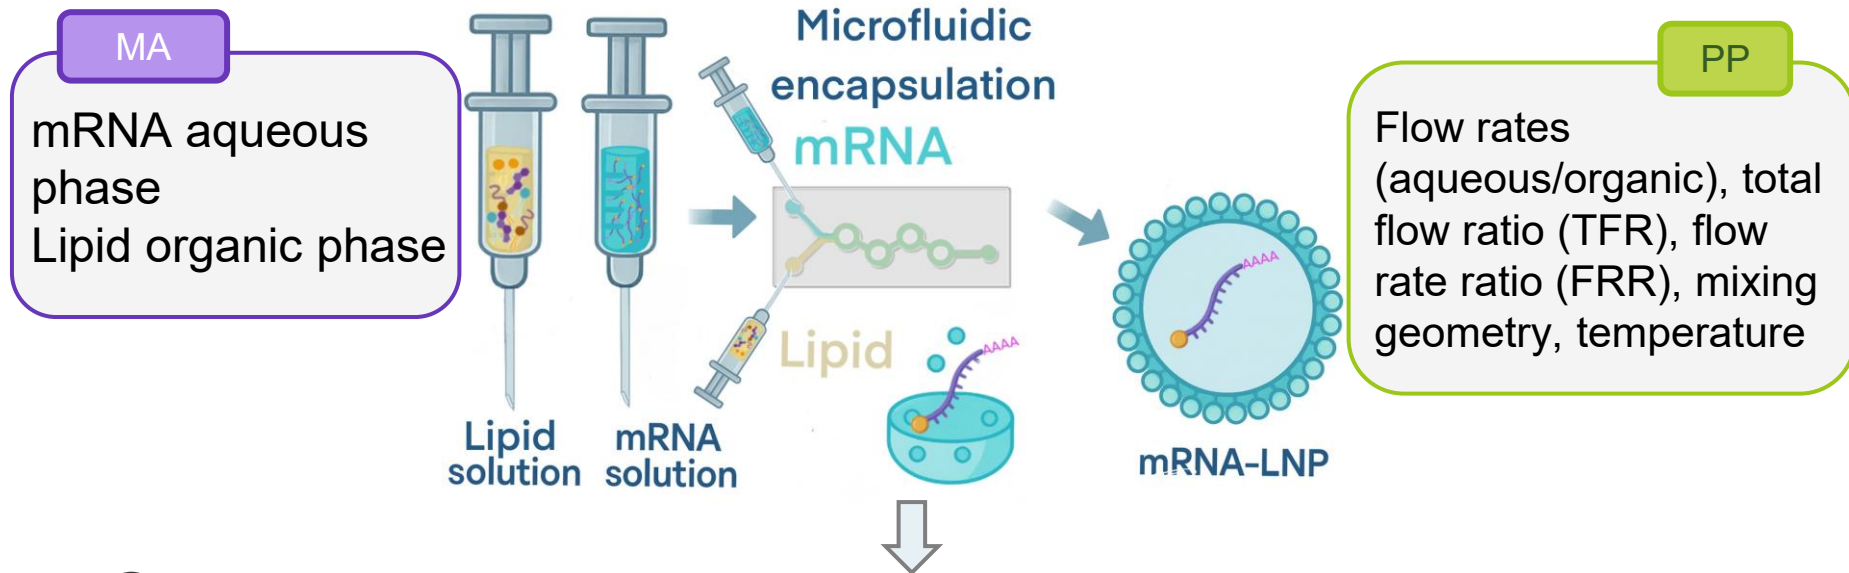 MA
mRNA aqueous
phase
Lipid organic phase
Lipid
solution
mRNA
solution
Microfluidic
encapsulation
mRNA
Lipid
AAAA
AAAA
mRNA-LNP
PP
Flow rates
(aqueous/organic), total
flow ratio (TFR), flow
rate ratio (FRR), mixing
geometry, temperature